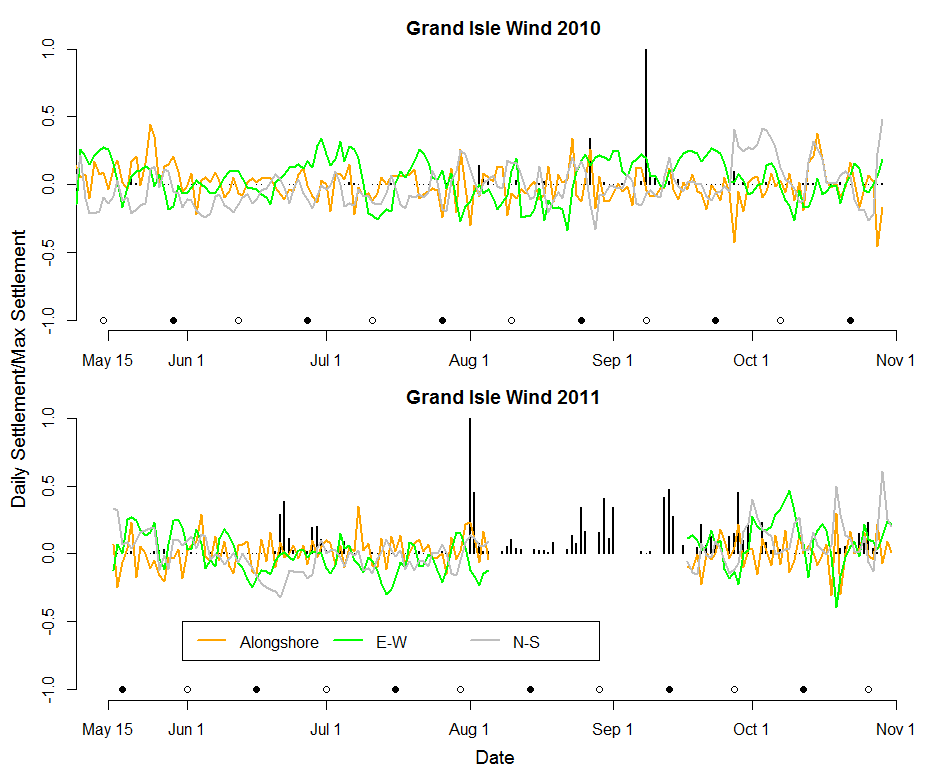 Grand Isle Wind 2010
1.0
0.5
0.0
-0.5
-1.0
May 15 Jun 1 Jul 1 Aug 1 Sep 1 Oct 1 Nov 1
Daily Settlement/Max Settlement
Grand Isle Wind 2011
1.0
0.5
0.0
-0.5
-1.0
Alongshore E-W N-S
May 15 Jun 1 Jul 1 Aug 1 Sep 1 Oct 1 Nov 1
Date